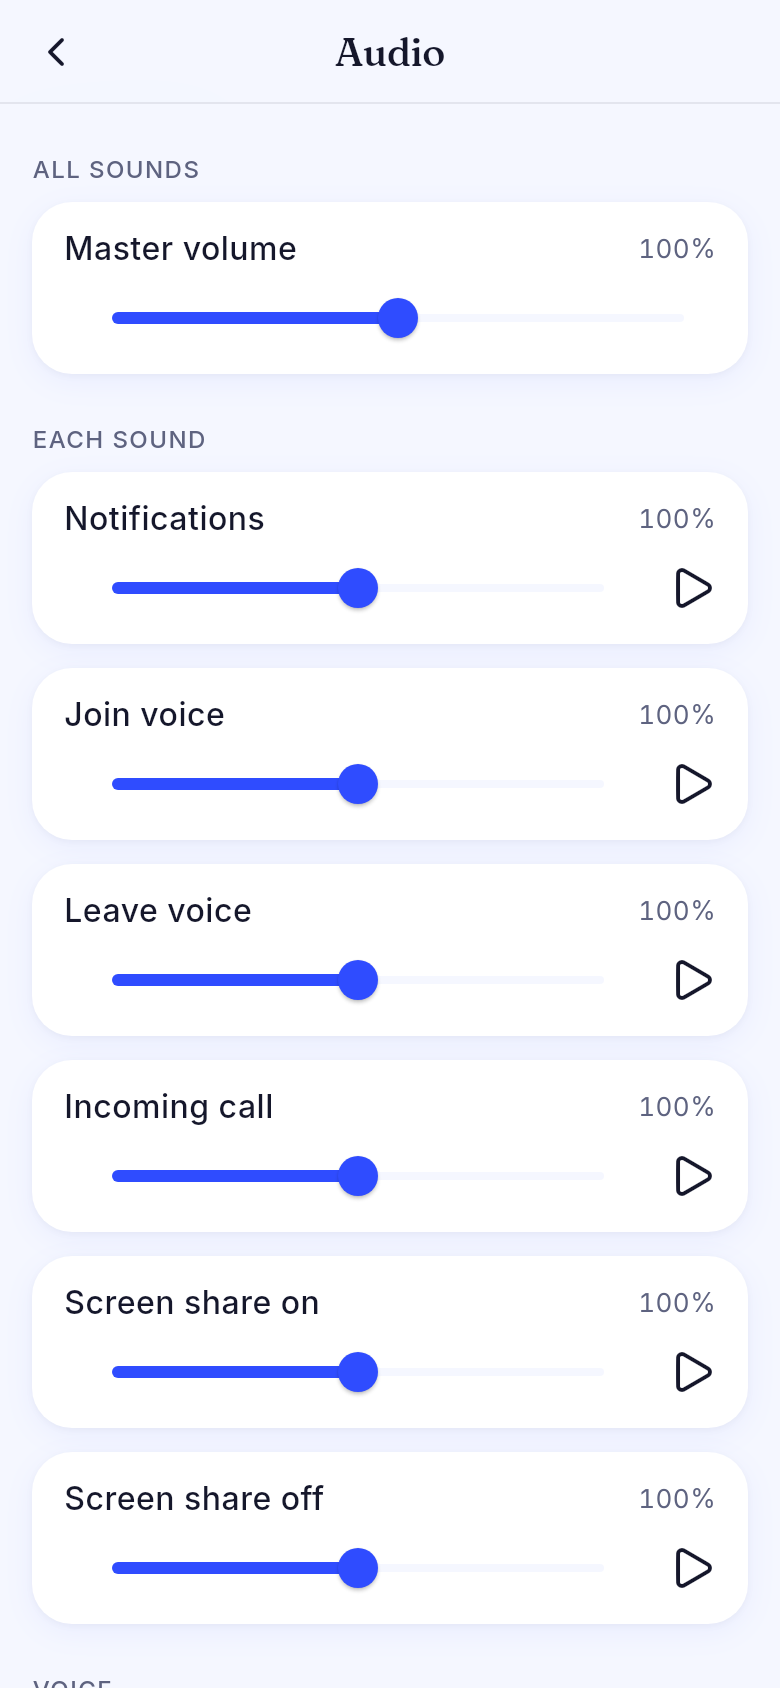 Audio
ALL SOUNDS
Master volume 100%
EACH SOUND
Notifications 100%
Join voice 100%
Leave voice 100%
Incoming call 100%
Screen share on 100%
Screen share off 100%
VOICE